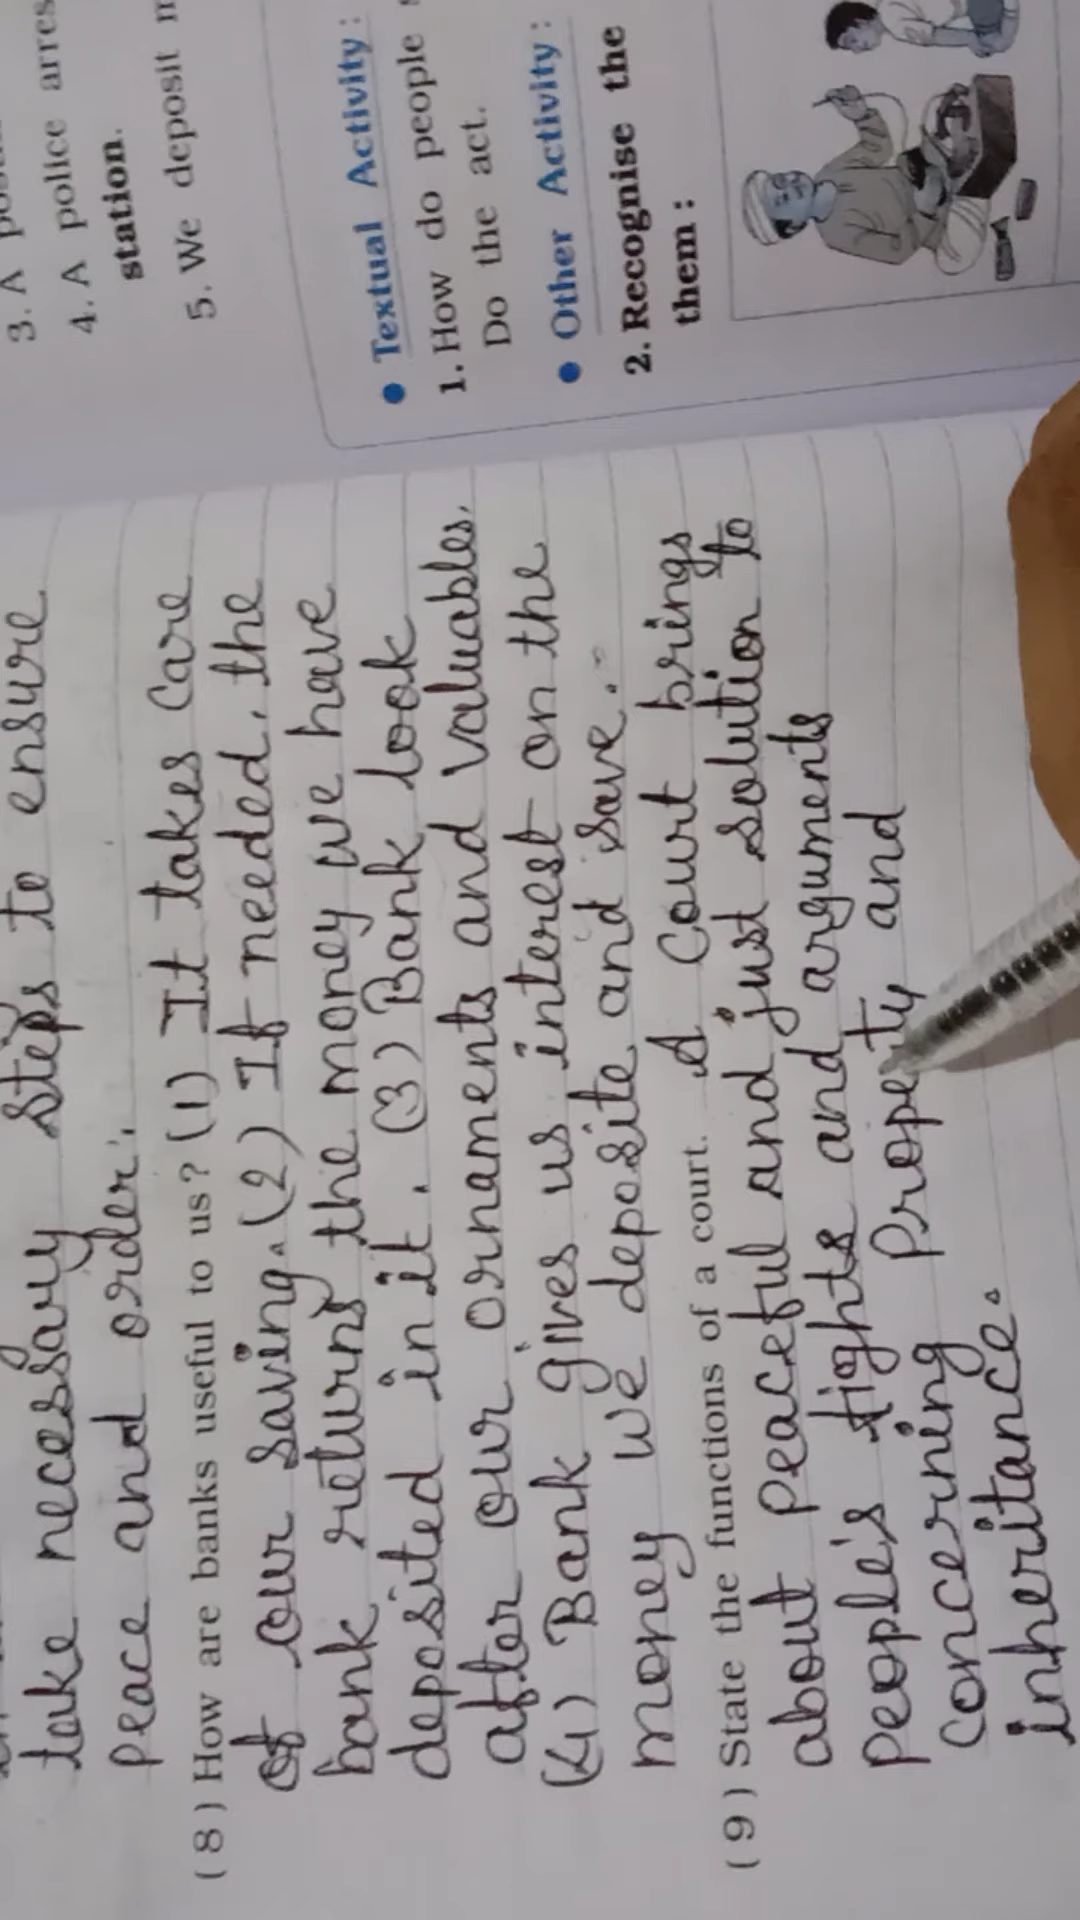 take necessary steps to ensure
peace and order.
(8) How are banks useful to us? (1) It takes care
of our saving. (2) If needed, the
bank returns the money we have
deposited in it. (3) Bank look
after our ornaments and valuables.
(4) Bank gives us interest on the
money we deposite and save.
(9) State the functions of a court. A Court brings
about peaceful and just solution to
people's fights and arguments
concerning property and
inheritance.
3. A
4. A police
station.
5. We deposit
• Textual Activity :
1. How do people
Do the act.
• Other Activity :
2. Recognise the
them :